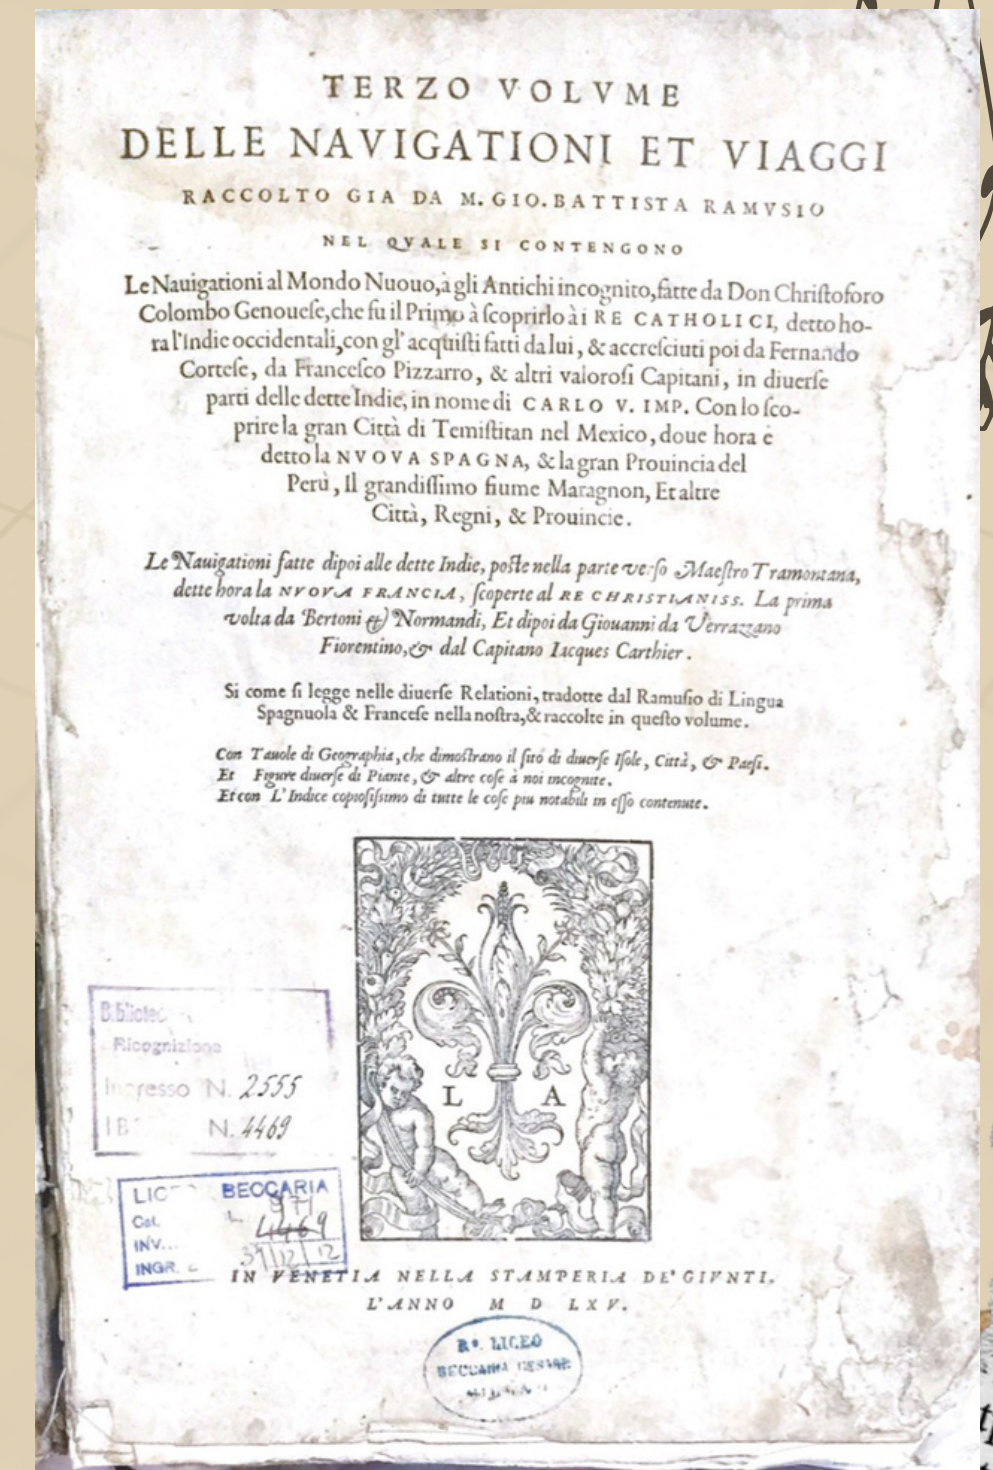 TERZO VOLVME
DELLE NAVIGATIONI ET VIAGGI
RACCOLTO GIA DA M. GIO. BATTISTA RAMVSIO
NEL QVALE SI CONTENGONO
Le Nauigationi al Mondo Nuouo, à gli Antichi incognito, fatte da Don Chriſtoforo
Colombo Genoueſe, che fu il Primo à ſcoprirlo à i RE CATHOLICI, detto ho-
ra l'Indie occidentali, con gl' acquiſti fatti da lui, & accreſciuti poi da Fernando
Corteſe, da Franceſco Pizzarro, & altri valoroſi Capitani, in diuerſe
parti delle dette Indie, in nome di CARLO V. IMP. Con lo ſco-
prire la gran Città di Temiſtitan nel Mexico, doue hora è
detto la NVOVA SPAGNA, & la gran Prouincia del
Perù, Il grandiſſimo fiume Maragnon, Et altre
Città, Regni, & Prouincie.
Le Nauigationi fatte dipoi alle dette Indie, poſte nella parte verſo Maeſtro Tramontana,
dette hora la NVOVA FRANCIA, ſcoperte al RE CHRISTIANISS. La prima
volta da Bertoni & Normandi, Et dipoi da Giouanni da Verrazzano
Fiorentino, & dal Capitano Iacques Carthier.
Si come ſi legge nelle diuerſe Relationi, tradotte dal Ramuſio di Lingua
Spagnuola & Franceſe nella noſtra, & raccolte in queſto volume.
Con Tauole di Geographia, che dimoſtrano il ſito di diuerſe Iſole, Città, & Paeſi.
Et Figure diuerſe di Piante, & altre coſe à noi incognite.
Et con L'Indice copioſiſſimo di tutte le coſe piu notabili in eſſo contenute.
L A
Ricognizione
N. 2555
N. 4469
BECCARIA
Cat. L. 4469
INV...
INGR. 31 12 12
IN VENETIA NELLA STAMPERIA DE' GIVNTI.
L'ANNO M D LXV.
Rº. LICEO
BECCARIA